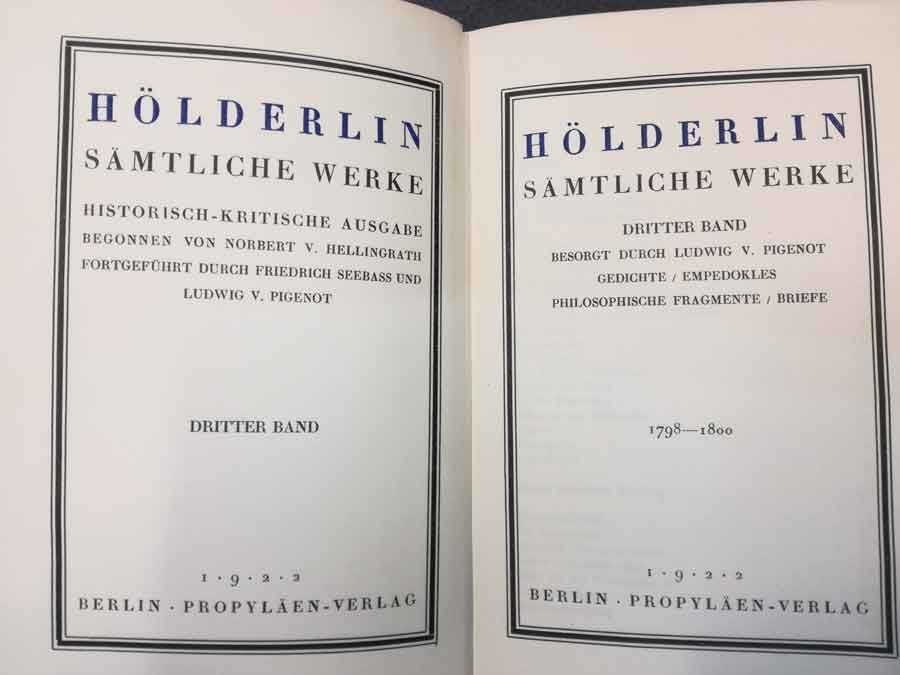 HÖLDERLIN
SÄMTLICHE WERKE
HISTORISCH-KRITISCHE AUSGABE
BEGONNEN VON NORBERT V. HELLINGRATH
FORTGEFÜHRT DURCH FRIEDRICH SEEBASS UND
LUDWIG V. PIGENOT
DRITTER BAND
1·9·2·2
BERLIN · PROPYLÄEN-VERLAG
HÖLDERLIN
SÄMTLICHE WERKE
DRITTER BAND
BESORGT DURCH LUDWIG V. PIGENOT
GEDICHTE / EMPEDOKLES
PHILOSOPHISCHE FRAGMENTE / BRIEFE
1798—1800
1·9·2·2
BERLIN · PROPYLÄEN-VERLAG